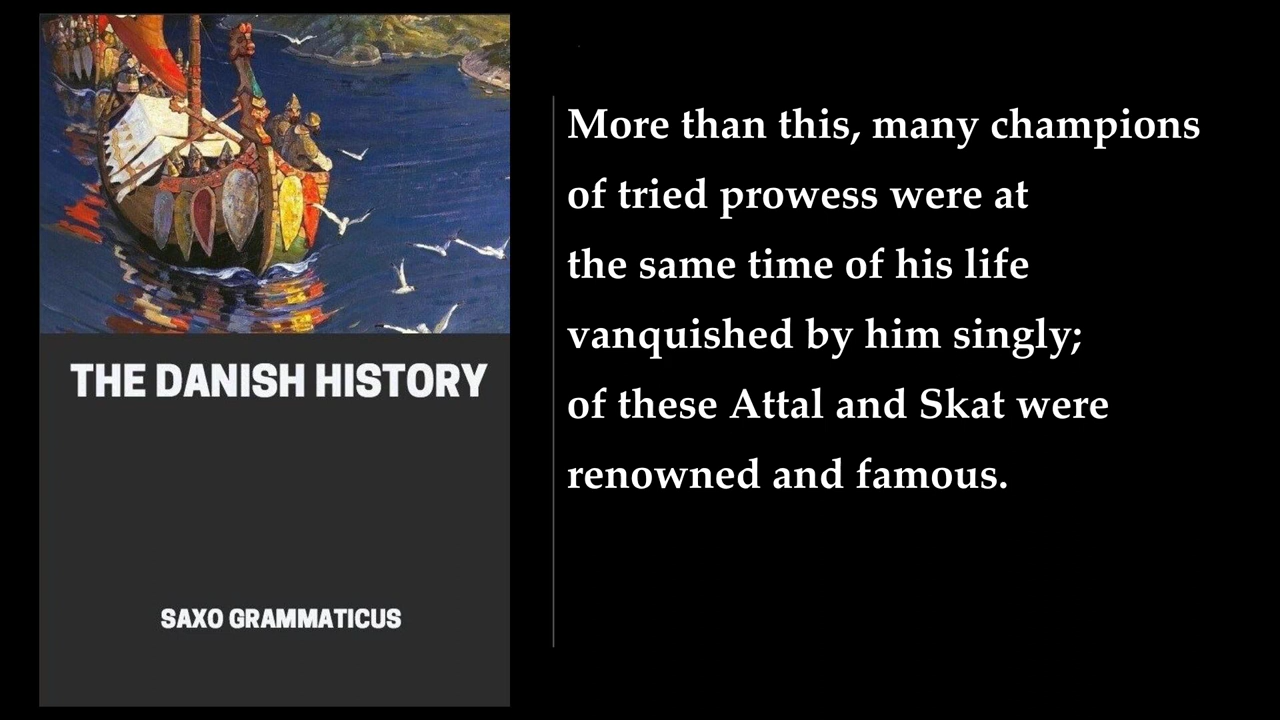 THE DANISH HISTORY
SAXO GRAMMATICUS
More than this, many champions
of tried prowess were at
the same time of his life
vanquished by him singly;
of these Attal and Skat were
renowned and famous.